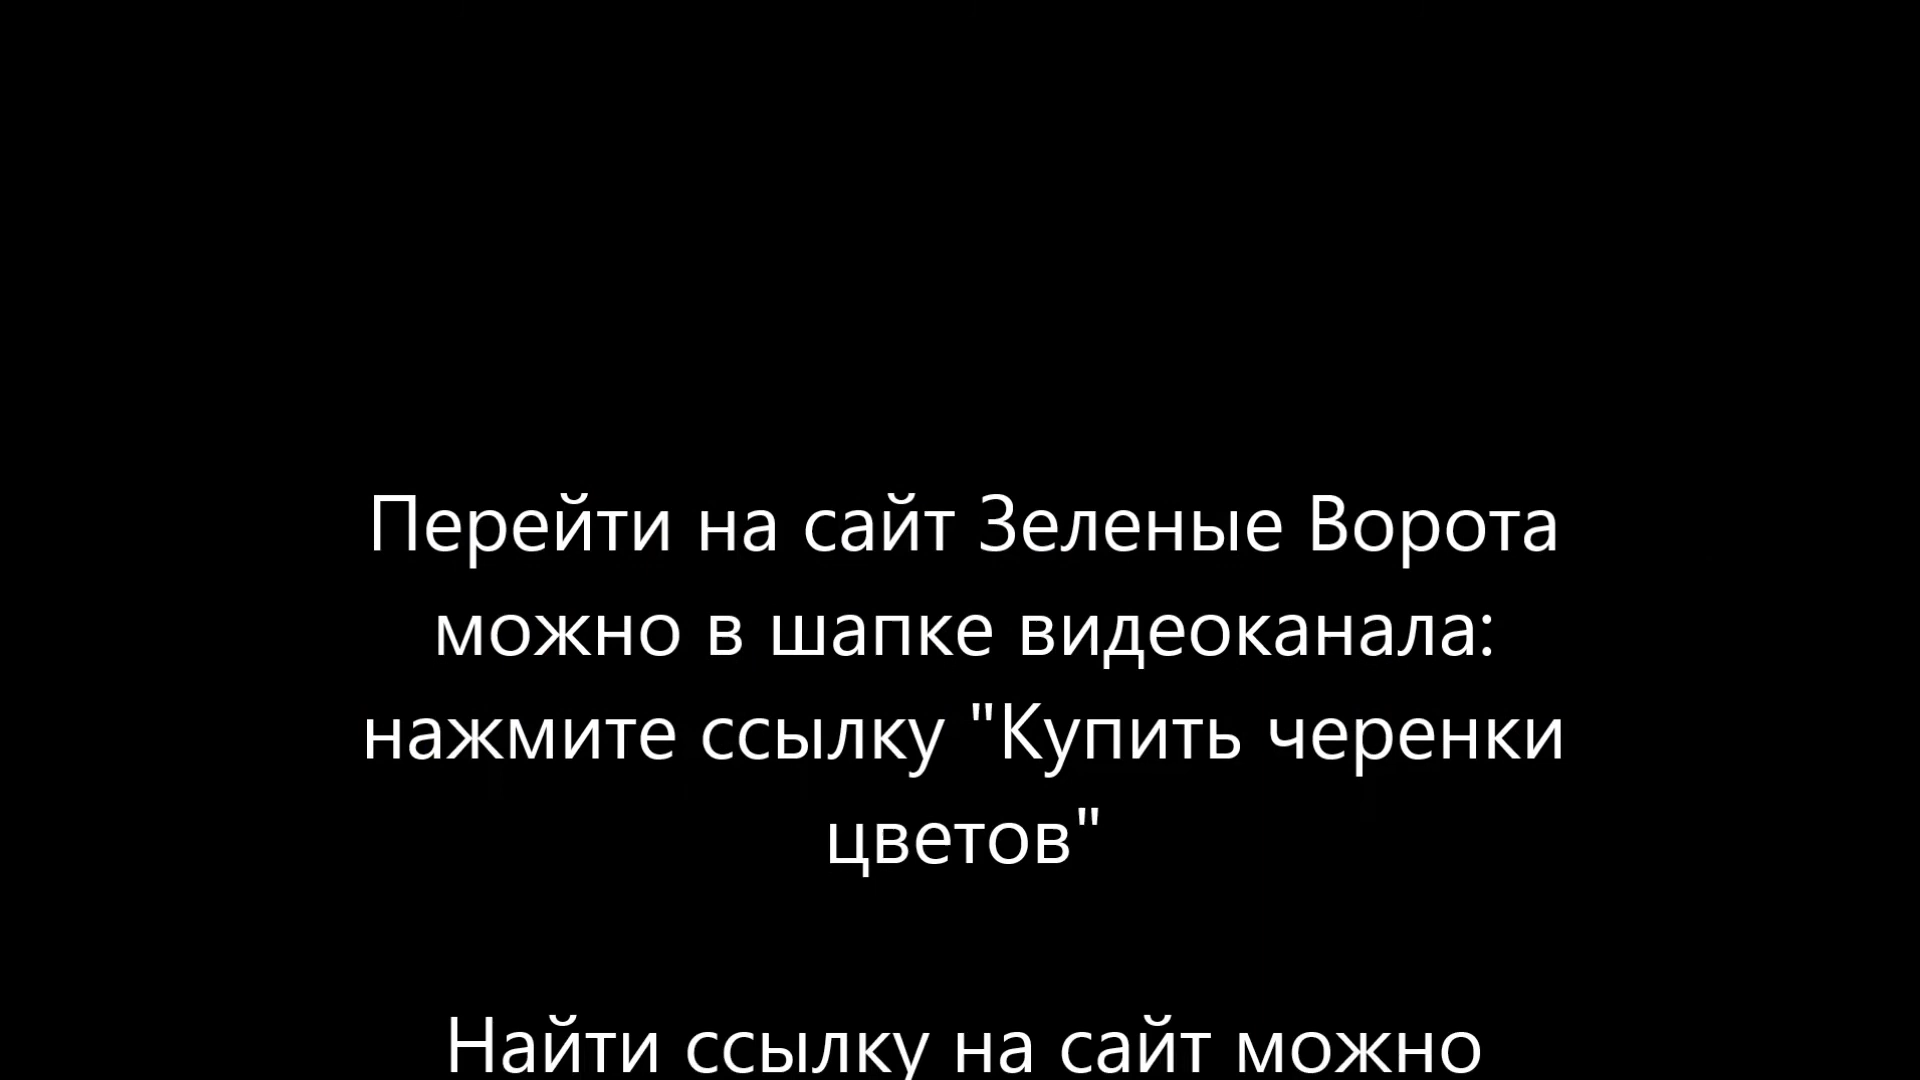 Перейти на сайт Зеленые Ворота
можно в шапке видеоканала:
нажмите ссылку "Купить черенки
цветов"
Найти ссылку на сайт можно